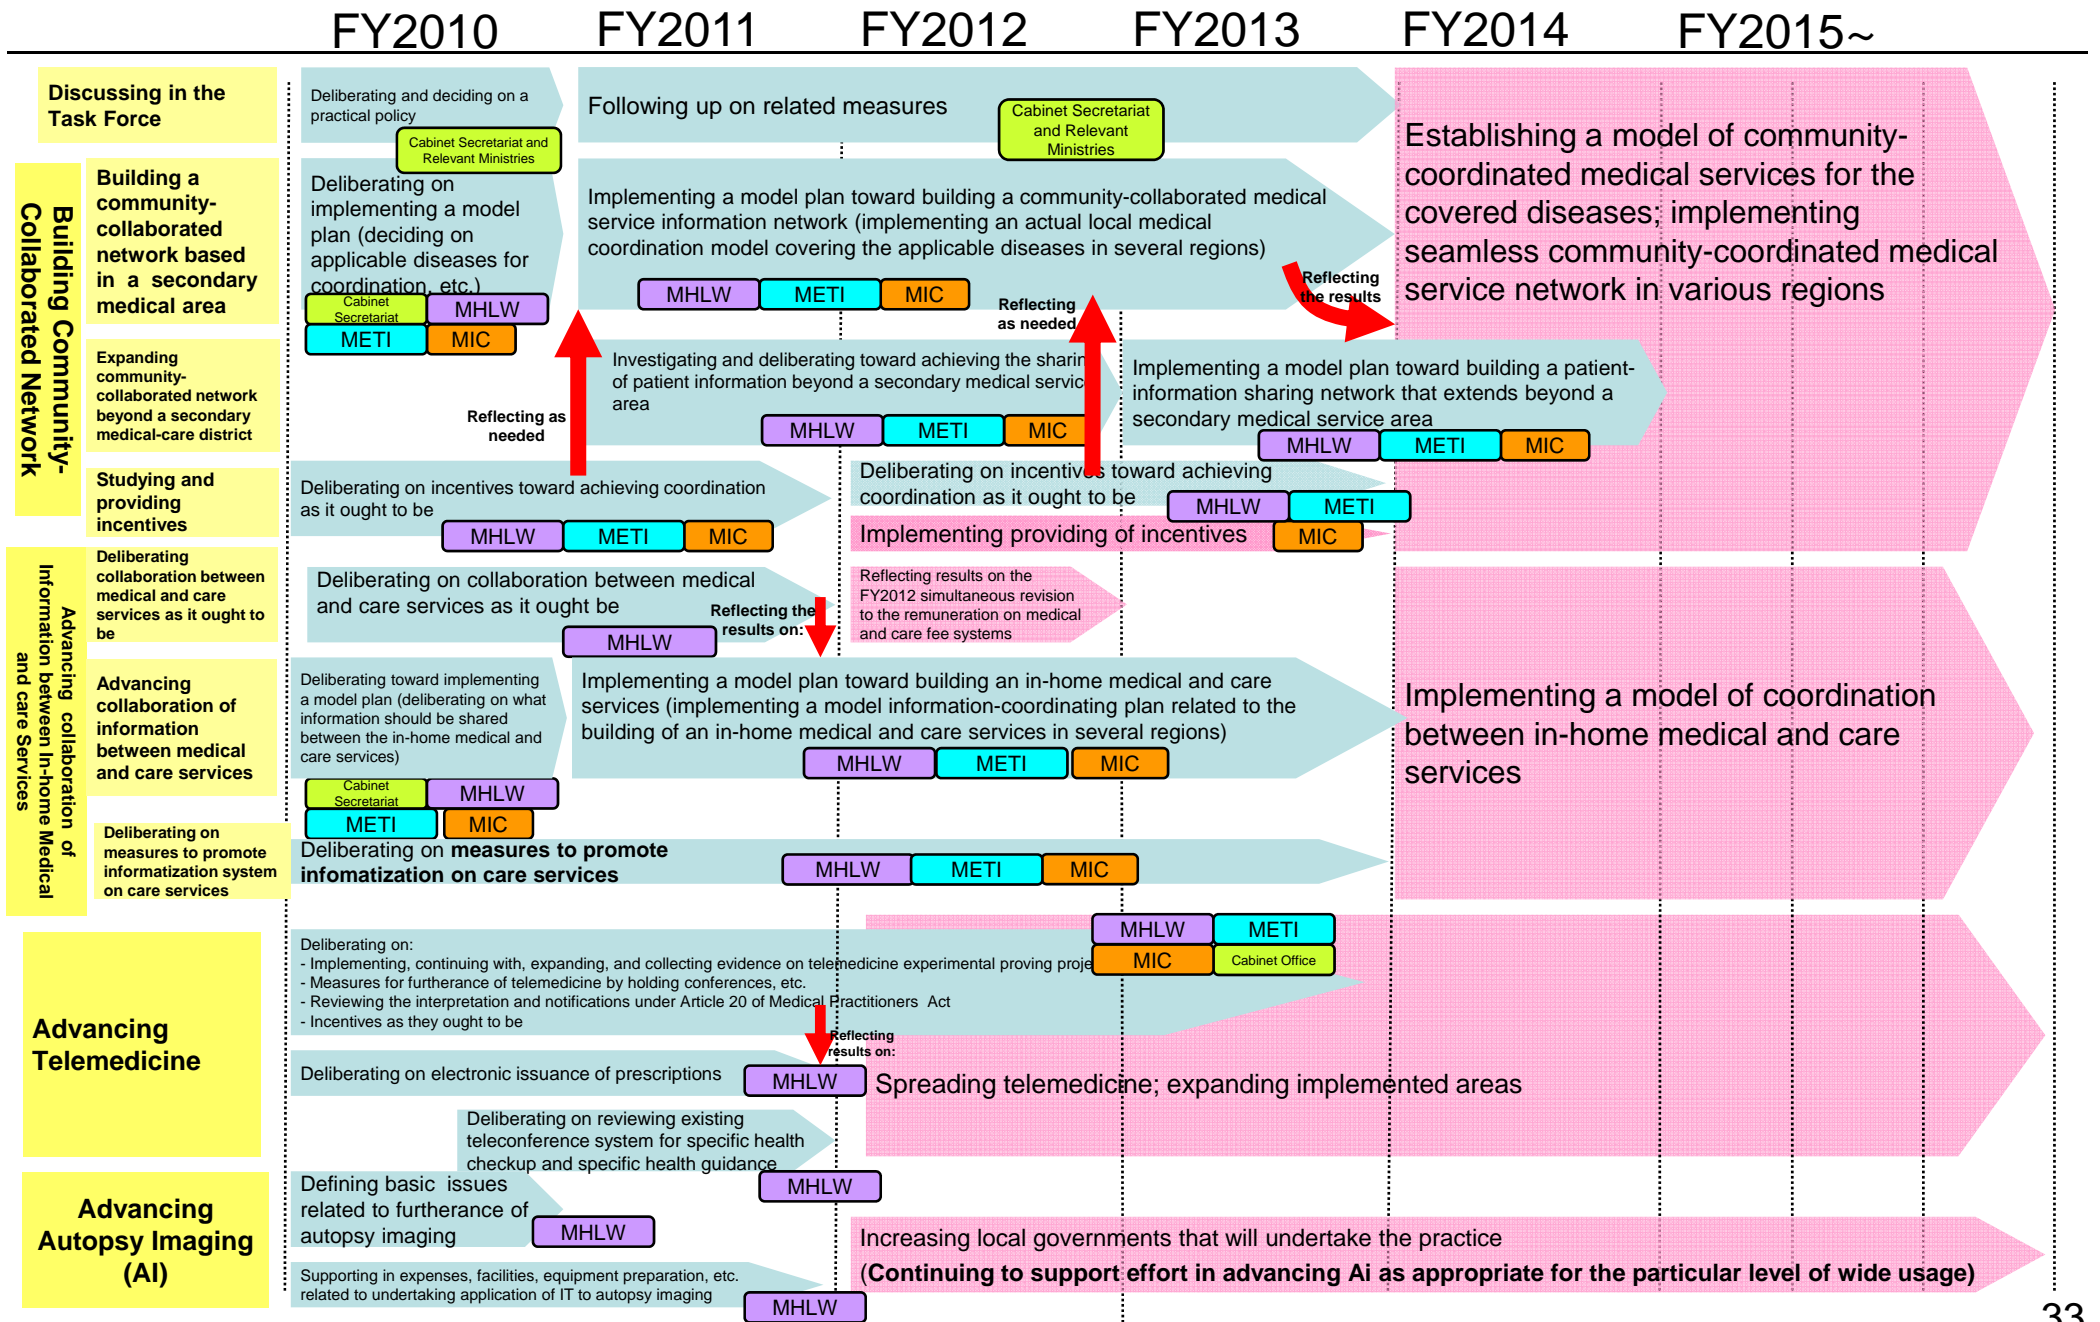 FY2010 FY2011 FY2012 FY2013 FY2014 FY2015~
Discussing in the
Task Force
Deliberating and deciding on a
practical policy
Cabinet Secretariat and
Relevant Ministries
Following up on related measures
Cabinet Secretariat
and Relevant
Ministries
Building Community-
Collaborated Network
Building a
community-
collaborated
network based
in a secondary
medical area
Deliberating on
implementing a model
plan (deciding on
applicable diseases for
coordination, etc.)
Cabinet
Secretariat
MHLW
METI
MIC
Implementing a model plan toward building a community-collaborated medical
service information network (implementing an actual local medical
coordination model covering the applicable diseases in several regions)
MHLW
METI
MIC
Reflecting
as needed
Reflecting
the results
Establishing a model of community-
coordinated medical services for the
covered diseases; implementing
seamless community-coordinated medical
service network in various regions
Expanding
community-
collaborated network
beyond a secondary
medical-care district
Reflecting as
needed
Investigating and deliberating toward achieving the sharin
of patient information beyond a secondary medical service
area
MHLW
METI
MIC
Implementing a model plan toward building a patient-
information sharing network that extends beyond a
secondary medical service area
MHLW
METI
MIC
Studying and
providing
incentives
Deliberating on incentives toward achieving coordination
as it ought to be
MHLW
METI
MIC
Deliberating on incentives toward achieving
coordination as it ought to be
MHLW
METI
Implementing providing of incentives
MIC
Advancing collaboration of
Information between In-home Medical
and care Services
Deliberating
collaboration between
medical and care
services as it ought to
be
Deliberating on collaboration between medical
and care services as it ought be
MHLW
Reflecting the
results on:
Reflecting results on the
FY2012 simultaneous revision
to the remuneration on medical
and care fee systems
Advancing
collaboration of
information
between medical
and care services
Deliberating toward implementing
a model plan (deliberating on what
information should be shared
between the in-home medical and
care services)
Cabinet
Secretariat
MHLW
METI
MIC
Implementing a model plan toward building an in-home medical and care
services (implementing a model information-coordinating plan related to the
building of an in-home medical and care services in several regions)
MHLW
METI
MIC
Implementing a model of coordination
between in-home medical and care
services
Deliberating on
measures to promote
informatization system
on care services
Deliberating on measures to promote
infomatization on care services
MHLW
METI
MIC
Advancing
Telemedicine
Deliberating on:
- Implementing, continuing with, expanding, and collecting evidence on telemedicine experimental proving proje
- Measures for furtherance of telemedicine by holding conferences, etc.
- Reviewing the interpretation and notifications under Article 20 of Medical Practitioners Act
- Incentives as they ought to be
MHLW
METI
MIC
Cabinet Office
Reflecting
results on:
Deliberating on electronic issuance of prescriptions
MHLW
Spreading telemedicine; expanding implemented areas
Deliberating on reviewing existing
teleconference system for specific health
checkup and specific health guidance
MHLW
Advancing
Autopsy Imaging
(AI)
Defining basic issues
related to furtherance of
autopsy imaging
MHLW
Supporting in expenses, facilities, equipment preparation, etc.
related to undertaking application of IT to autopsy imaging
MHLW
Increasing local governments that will undertake the practice
(Continuing to support effort in advancing Ai as appropriate for the particular level of wide usage)
33